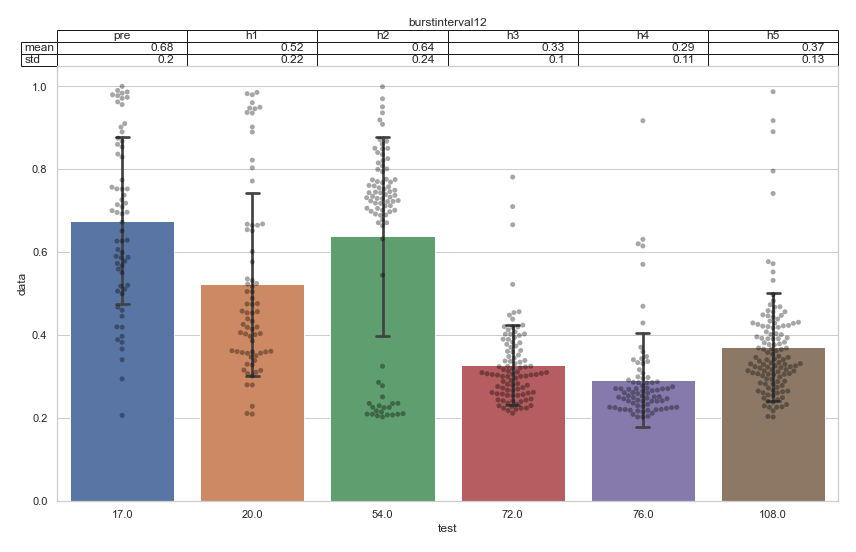 burstinterval12
pre h1 h2 h3 h4 h5
mean 0.68 0.52 0.64 0.33 0.29 0.37
std 0.2 0.22 0.24 0.1 0.11 0.13
1.0
0.8
0.6
data
0.4
0.2
0.0
17.0 20.0 54.0 72.0 76.0 108.0
test